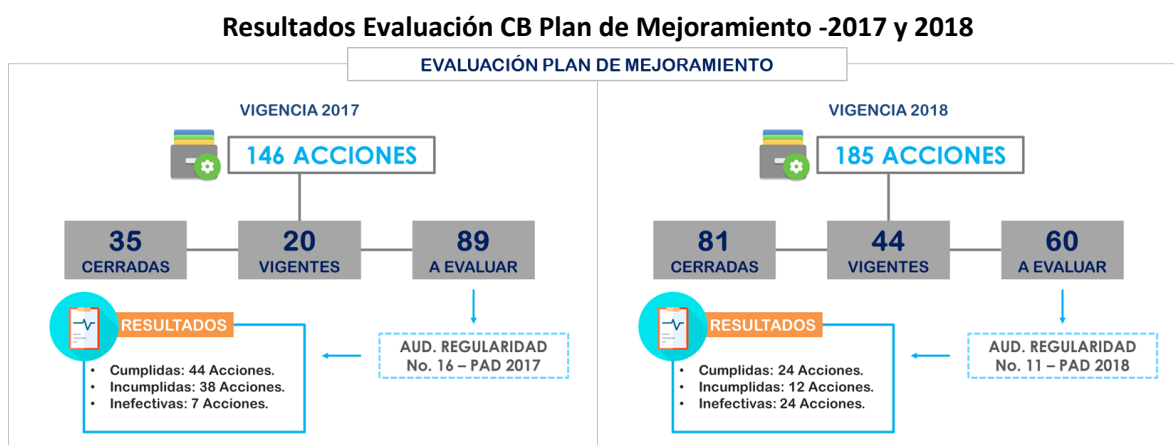 Resultados Evaluación CB Plan de Mejoramiento -2017 y 2018
EVALUACIÓN PLAN DE MEJORAMIENTO
VIGENCIA 2017
146 ACCIONES
35
CERRADAS
20
VIGENTES
89
A EVALUAR
RESULTADOS
• Cumplidas: 44 Acciones.
• Incumplidas: 38 Acciones.
• Inefectivas: 7 Acciones.
AUD. REGULARIDAD
No. 16 – PAD 2017
VIGENCIA 2018
185 ACCIONES
81
CERRADAS
44
VIGENTES
60
A EVALUAR
RESULTADOS
• Cumplidas: 24 Acciones.
• Incumplidas: 12 Acciones.
• Inefectivas: 24 Acciones.
AUD. REGULARIDAD
No. 11 – PAD 2018